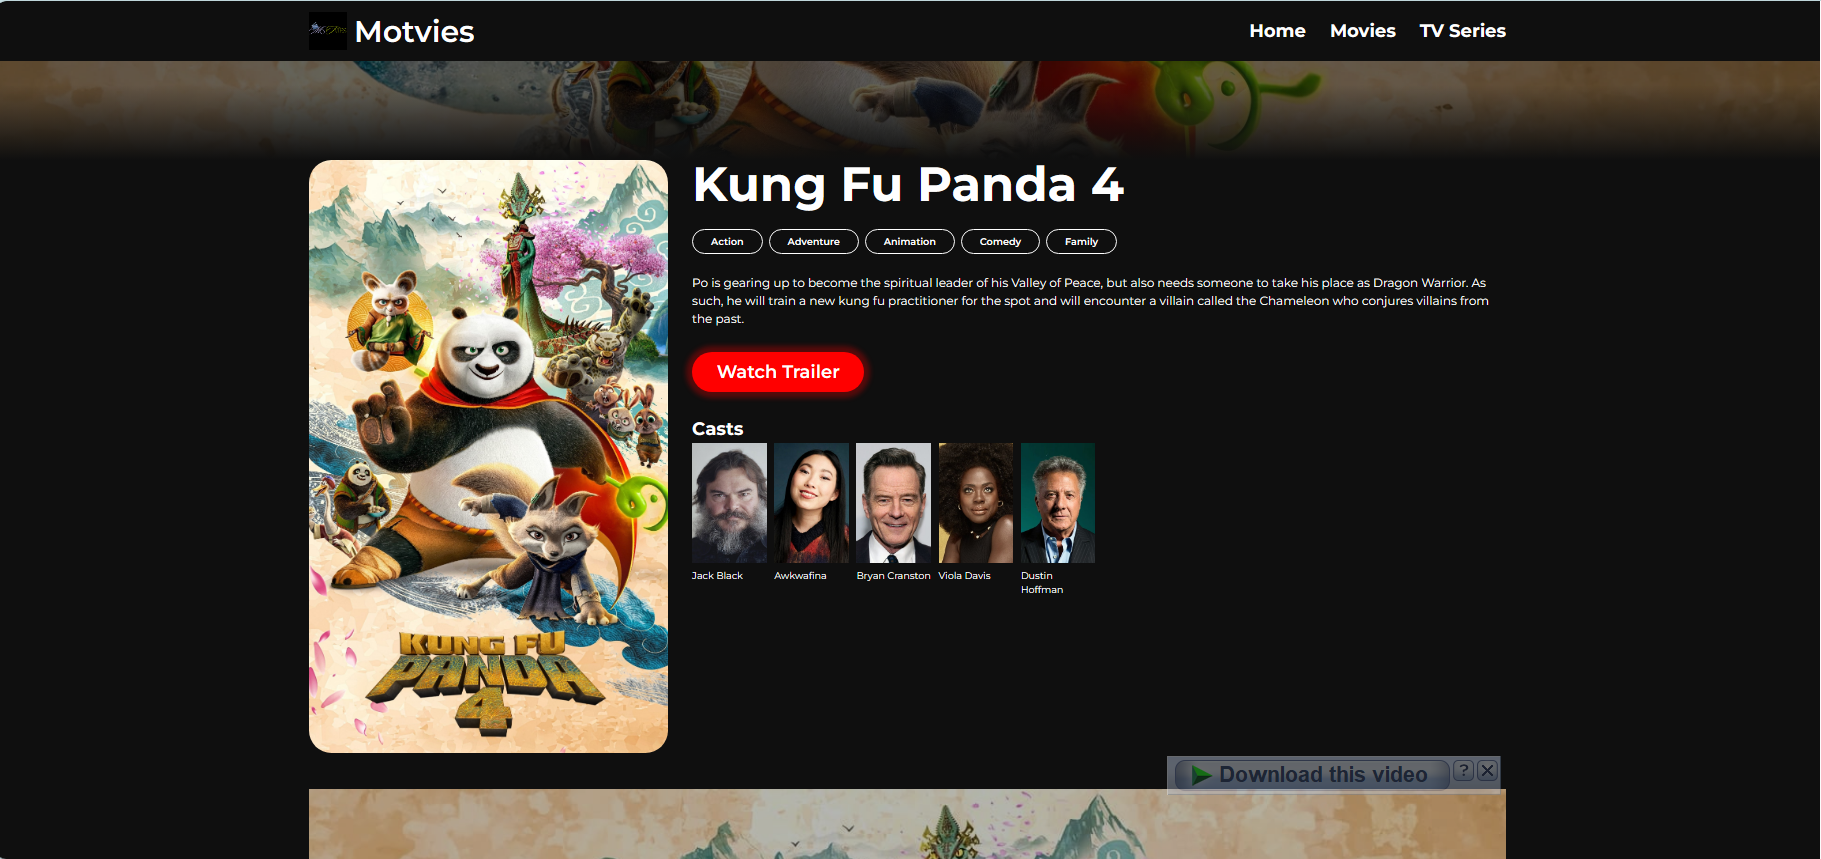 Motvies
Home Movies TV Series
Kung Fu Panda 4
Action Adventure Animation Comedy Family
Po is gearing up to become the spiritual leader of his Valley of Peace, but also needs someone to take his place as Dragon Warrior. As
such, he will train a new kung fu practitioner for the spot and will encounter a villain called the Chameleon who conjures villains from
the past.
Watch Trailer
Casts
Jack Black Awkwafina Bryan Cranston Viola Davis Dustin
Hoffman
KUNG FU
PANDA
4
Download this video ? X